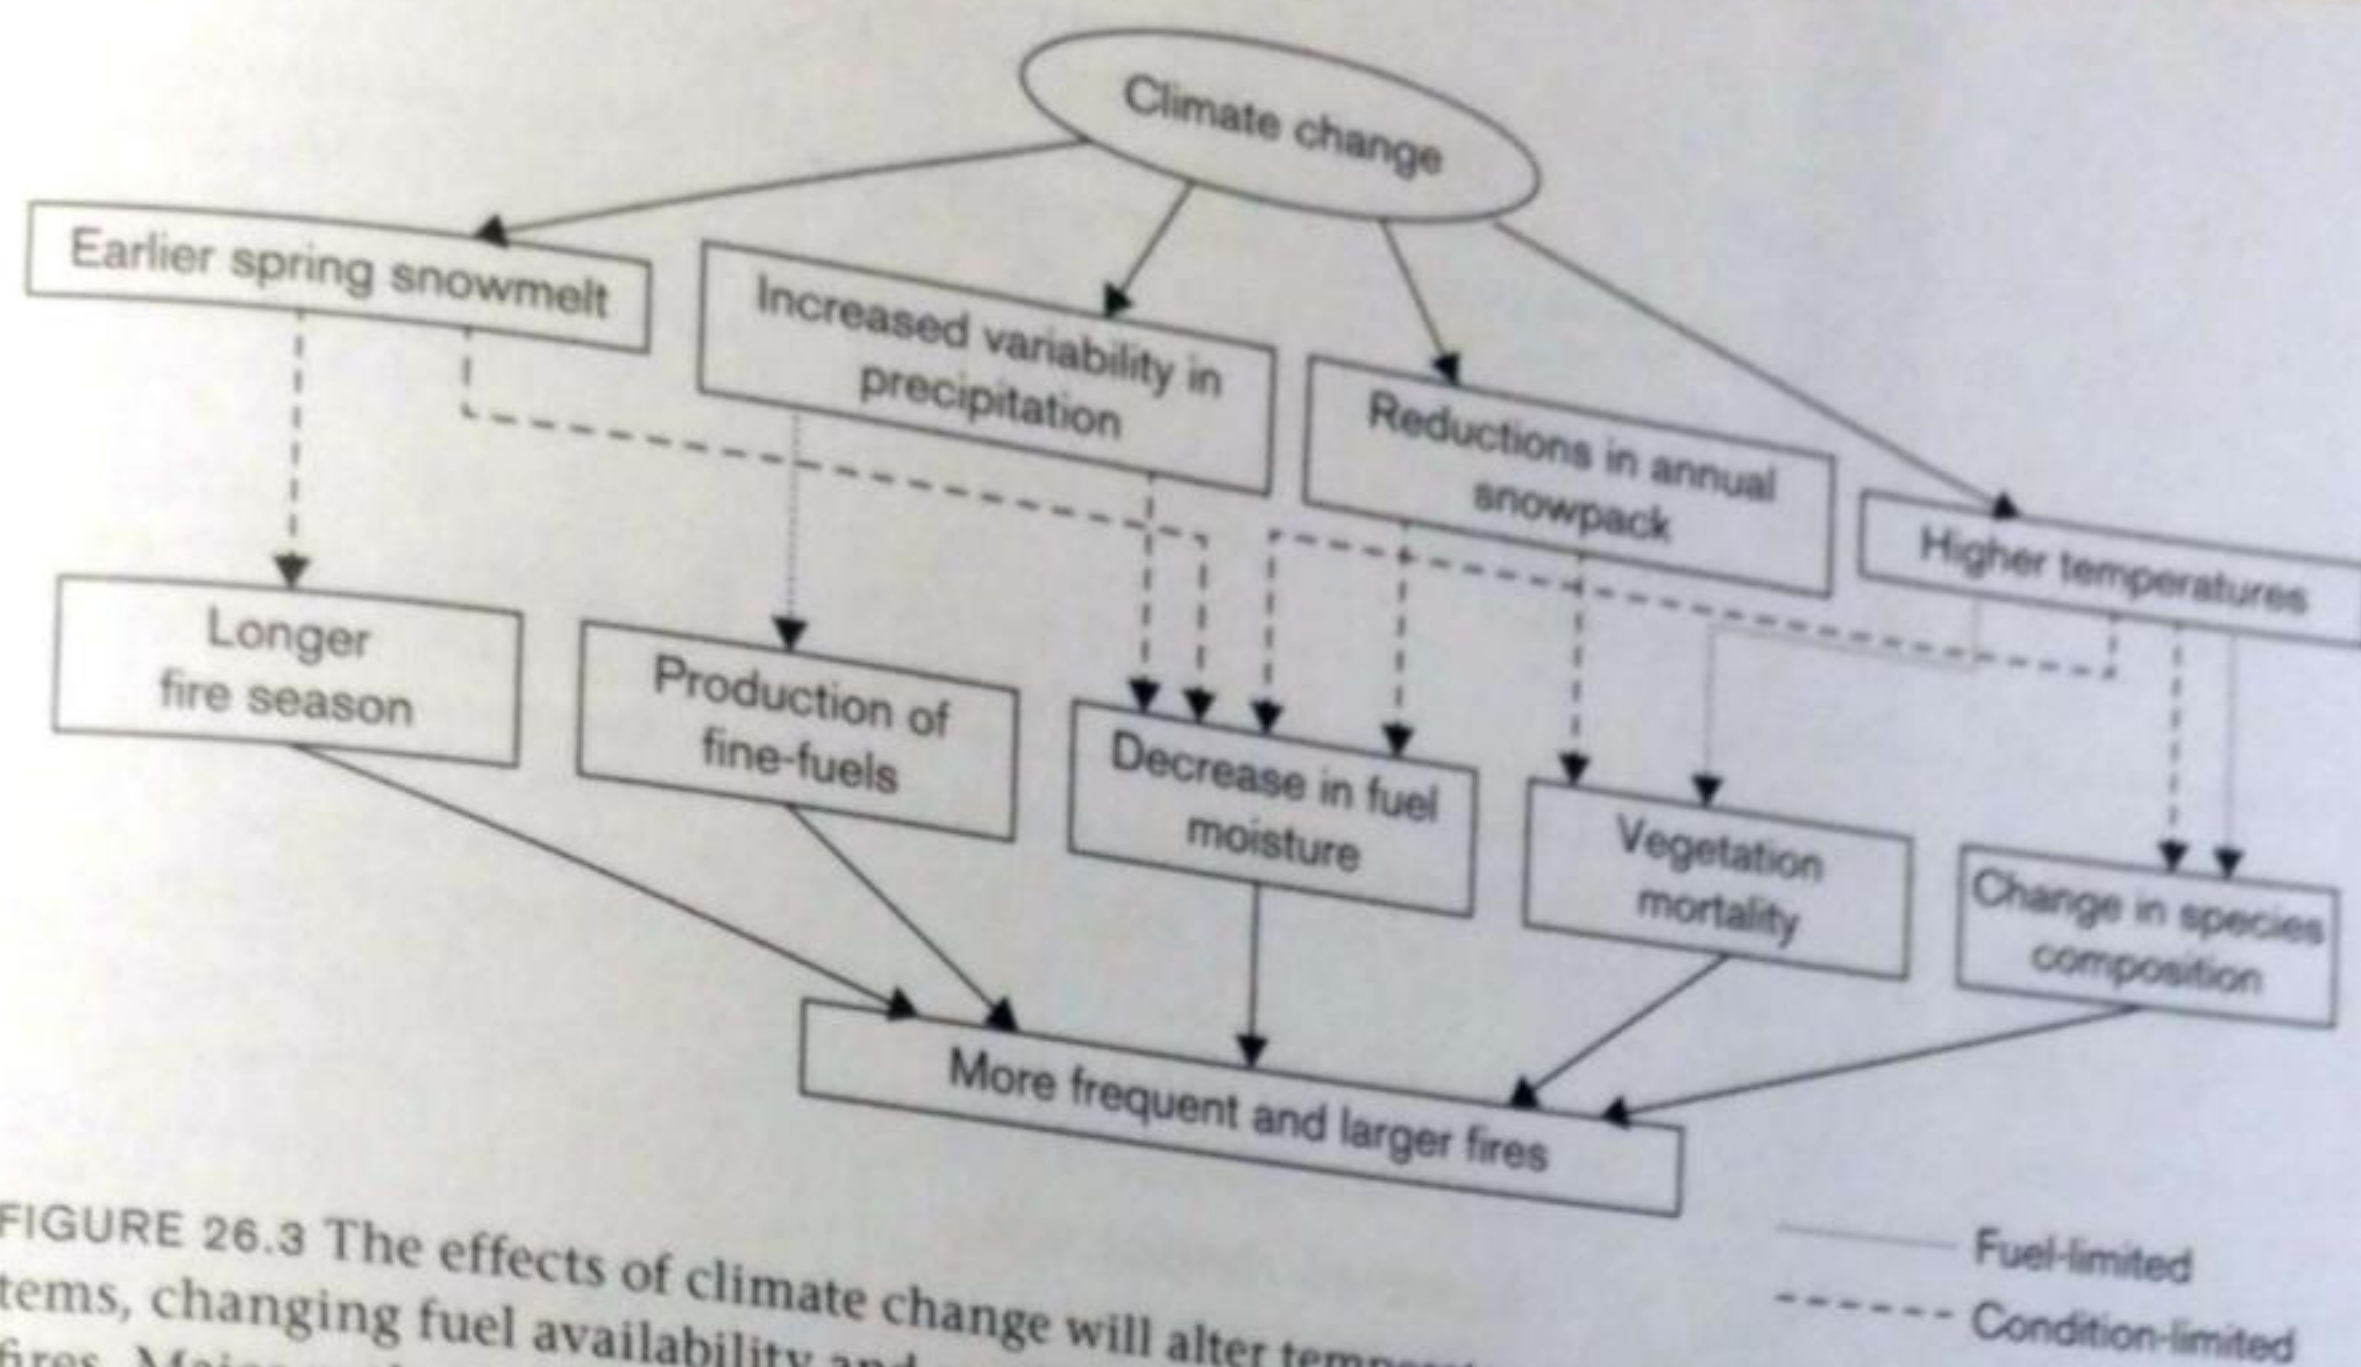 Climate change
Earlier spring snowmelt
Increased variability in
precipitation
Reductions in annual
snowpack
Higher temperatures
Longer
fire season
Production of
fine-fuels
Decrease in fuel
moisture
Vegetation
mortality
Change in species
composition
More frequent and larger fires
Fuel-limited
Condition-limited
FIGURE 26.3 The effects of climate change will alter
tems, changing fuel availability and
fires.